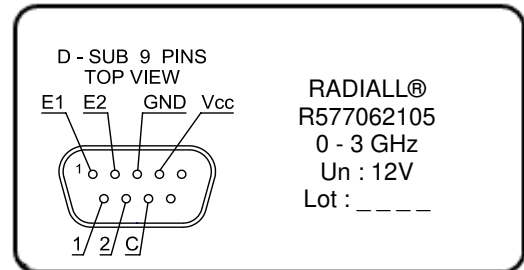 D - SUB 9 PINS
TOP VIEW
E1 E2 GND Vcc
1
1 2 C
RADIALL®
R577062105
0 - 3 GHz
Un : 12V
Lot : _ _ _ _